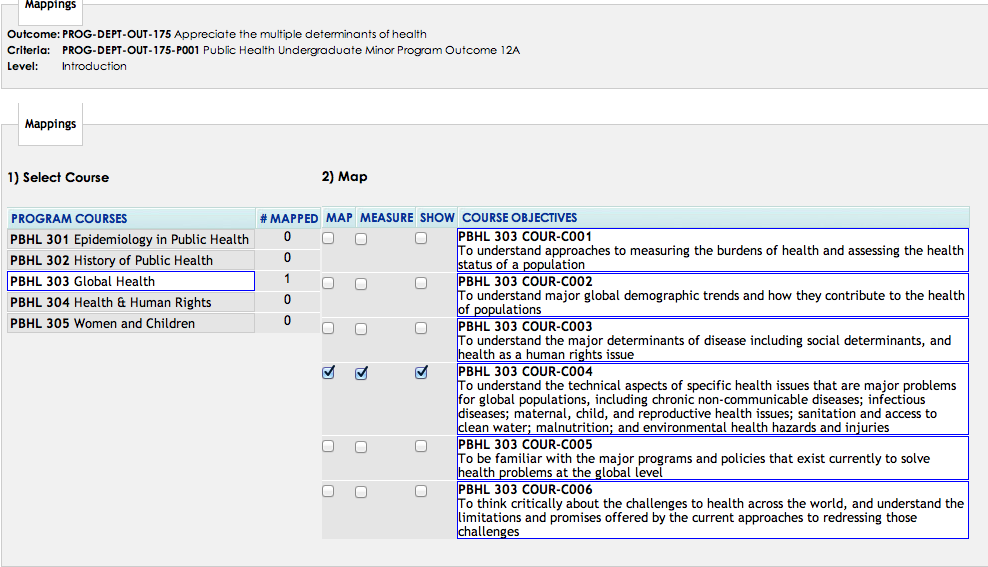 Mappings
Outcome: PROG-DEPT-OUT-175 Appreciate the multiple determinants of health
Criteria: PROG-DEPT-OUT-175-P001 Public Health Undergraduate Minor Program Outcome 12A
Level: Introduction
Mappings
1) Select Course
2) Map
PROGRAM COURSES # MAPPED
PBHL 301 Epidemiology in Public Health 0
PBHL 302 History of Public Health 0
PBHL 303 Global Health 1
PBHL 304 Health & Human Rights 0
PBHL 305 Women and Children 0
MAP MEASURE SHOW COURSE OBJECTIVES
PBHL 303 COUR-C001
To understand approaches to measuring the burdens of health and assessing the health
status of a population
PBHL 303 COUR-C002
To understand major global demographic trends and how they contribute to the health
of populations
PBHL 303 COUR-C003
To understand the major determinants of disease including social determinants, and
health as a human rights issue
PBHL 303 COUR-C004
To understand the technical aspects of specific health issues that are major problems
for global populations, including chronic non-communicable diseases; infectious
diseases; maternal, child, and reproductive health issues; sanitation and access to
clean water; malnutrition; and environmental health hazards and injuries
PBHL 303 COUR-C005
To be familiar with the major programs and policies that exist currently to solve
health problems at the global level
PBHL 303 COUR-C006
To think critically about the challenges to health across the world, and understand the
limitations and promises offered by the current approaches to redressing those
challenges